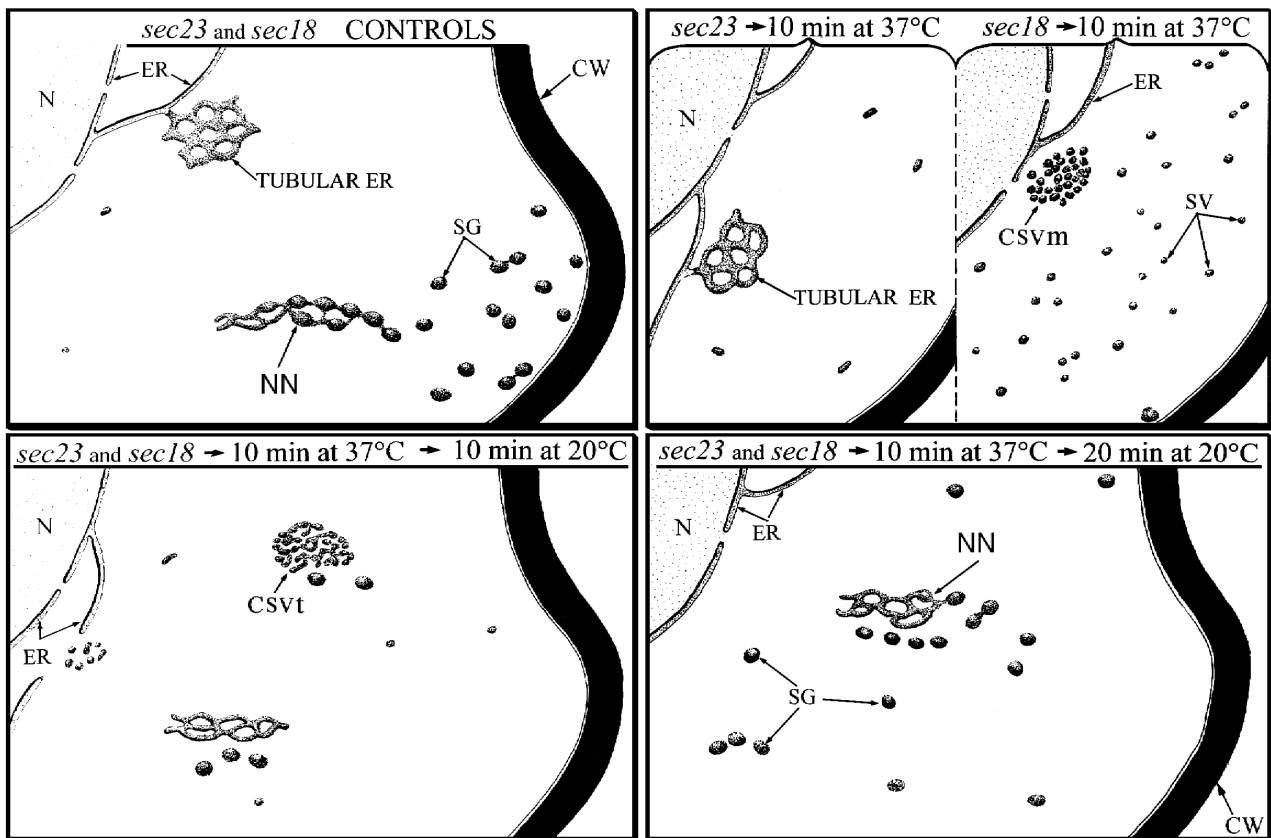 sec23 and sec18 CONTROLS
ER
CW
N
TUBULAR ER
SG
NN
sec23 → 10 min at 37°C
sec18 → 10 min at 37°C
N
ER
SV
CSVm
TUBULAR ER
sec23 and sec18 → 10 min at 37°C → 10 min at 20°C
N
CSVt
ER
sec23 and sec18 → 10 min at 37°C → 20 min at 20°C
N
ER
NN
SG
CW